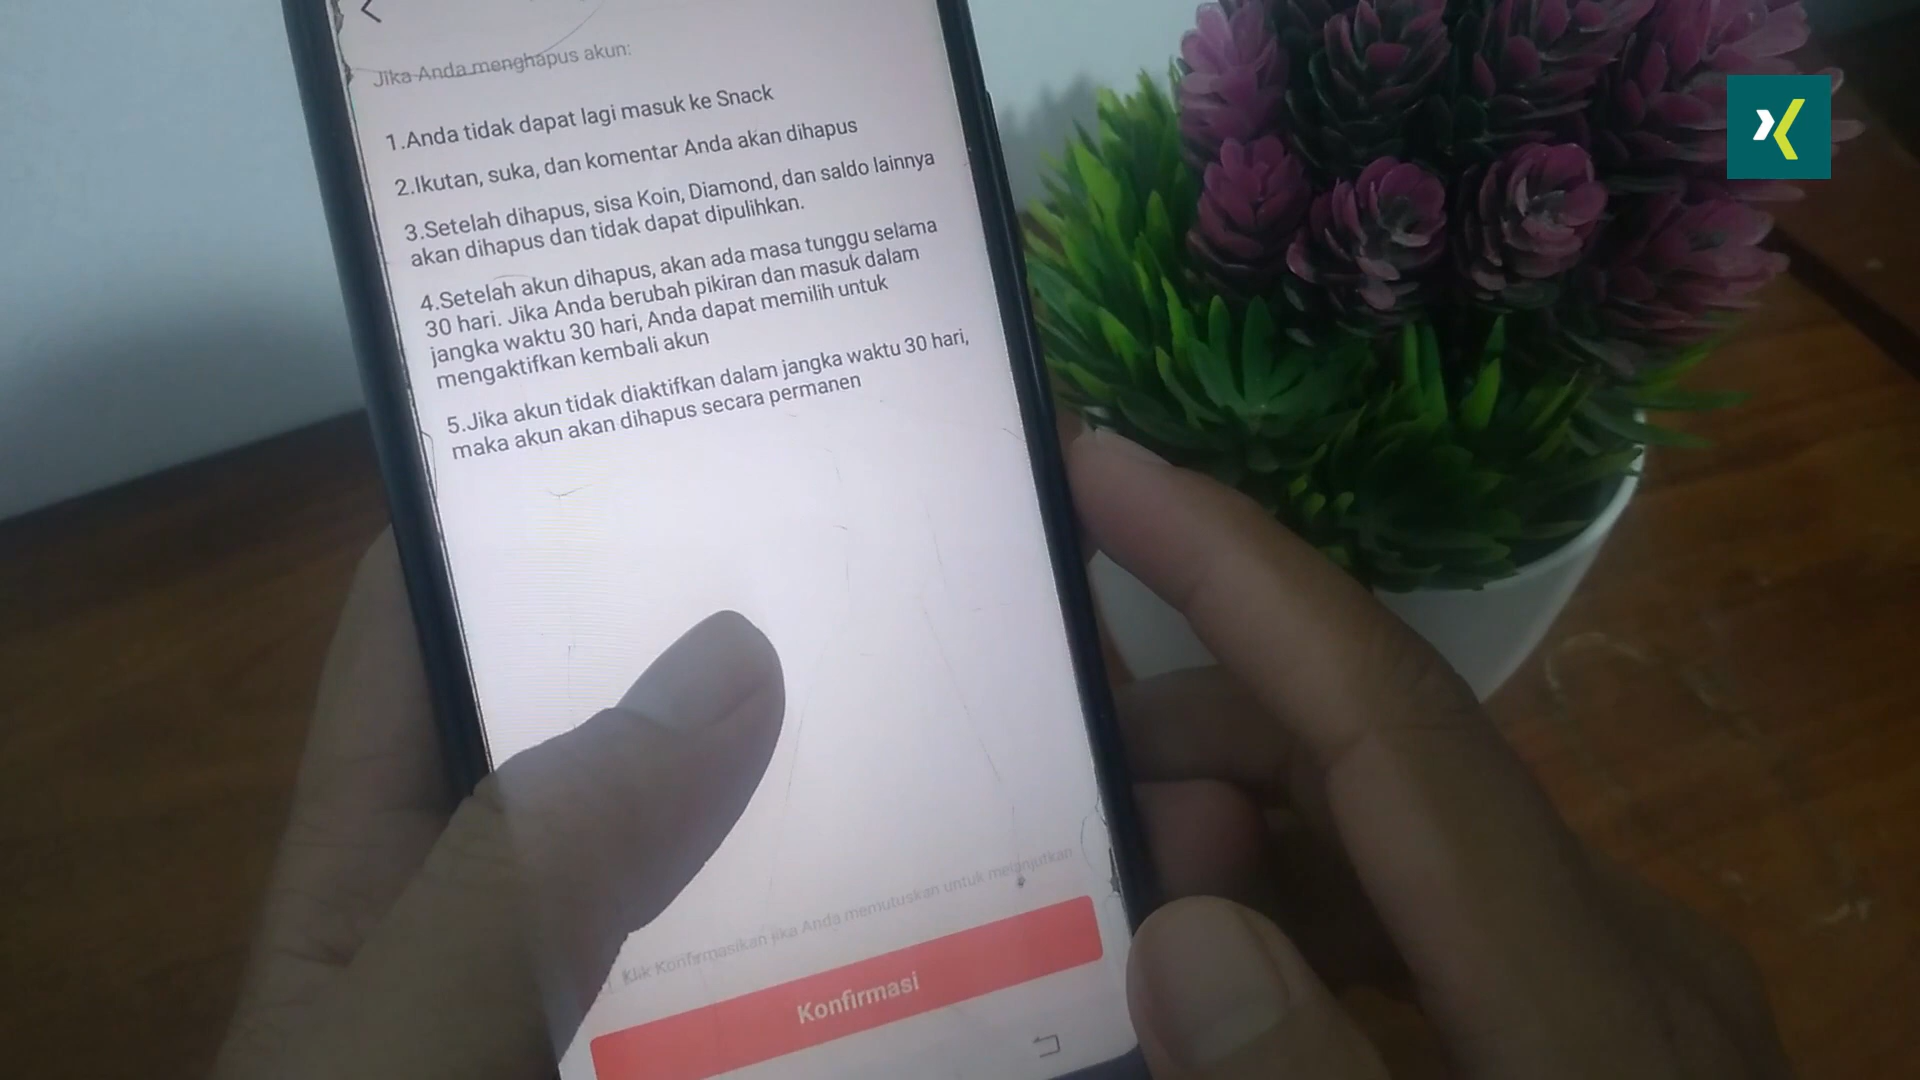 Jika Anda menghapus akun:
1.Anda tidak dapat lagi masuk ke Snack
2.Ikutan, suka, dan komentar Anda akan dihapus
3.Setelah dihapus, sisa Koin, Diamond, dan saldo lainnya
akan dihapus dan tidak dapat dipulihkan.
4.Setelah akun dihapus, akan ada masa tunggu selama
30 hari. Jika Anda berubah pikiran dan masuk dalam
jangka waktu 30 hari, Anda dapat memilih untuk
mengaktifkan kembali akun
5.Jika akun tidak diaktifkan dalam jangka waktu 30 hari,
maka akun akan dihapus secara permanen
Klik Konfirmasikan jika Anda memutuskan untuk melanjutkan
Konfirmasi